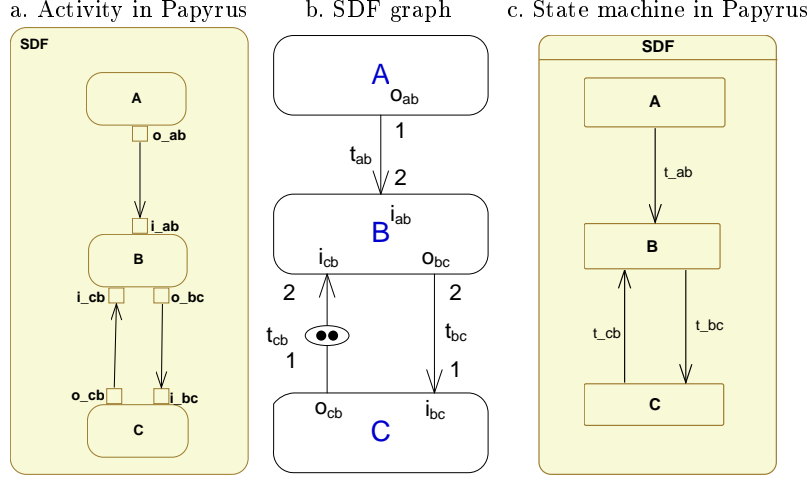 a. Activity in Papyrus
b. SDF graph
c. State machine in Papyrus
SDF
A
o_ab
i_ab
B
i_cb
o_bc
o_cb
i_bc
C
A
o_ab
1
t_ab
2
i_ab
B
i_cb
o_bc
2
2
t_cb
t_bc
1
1
o_cb
i_bc
C
SDF
A
t_ab
B
t_cb
t_bc
C